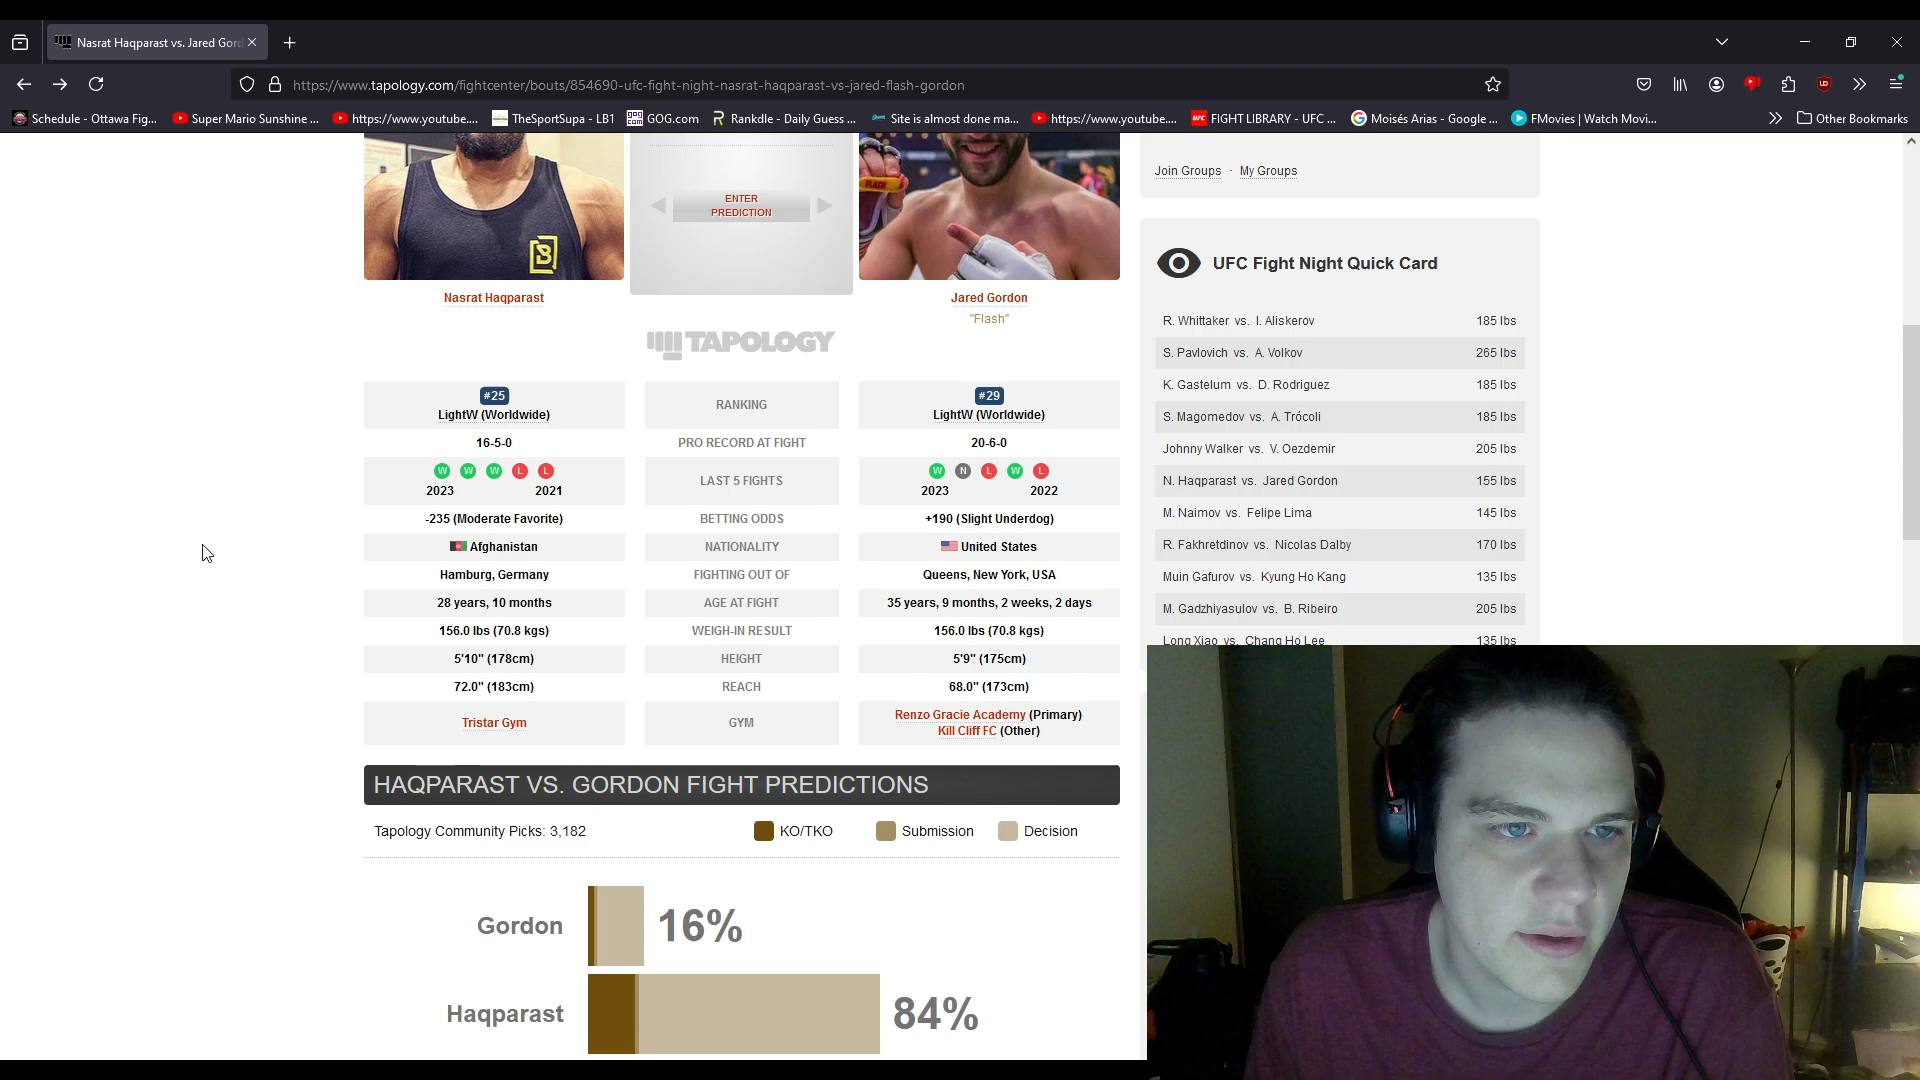 Nasrat Haqparast vs. Jared Gord
https://www.tapology.com/fightcenter/bouts/854690-ufc-fight-night-nasrat-haqparast-vs-jared-flash-gordon
Schedule - Ottawa Fig...
Super Mario Sunshine ...
https://www.youtube....
TheSportSupa - LB1
GOG.com
Rankdle - Daily Guess ...
Site is almost done ma...
https://www.youtube....
FIGHT LIBRARY - UFC ...
Moisés Arias - Google ...
FMovies | Watch Movi...
Other Bookmarks
ENTER
PREDICTION
FLASH
Nasrat Haqparast
Jared Gordon
"Flash"
TAPOLOGY
#25
LightW (Worldwide)
RANKING
#29
LightW (Worldwide)
16-5-0
PRO RECORD AT FIGHT
20-6-0
W W W L L
2023 2021
LAST 5 FIGHTS
W N L W L
2023 2022
-235 (Moderate Favorite)
BETTING ODDS
+190 (Slight Underdog)
Afghanistan
NATIONALITY
United States
Hamburg, Germany
FIGHTING OUT OF
Queens, New York, USA
28 years, 10 months
AGE AT FIGHT
35 years, 9 months, 2 weeks, 2 days
156.0 lbs (70.8 kgs)
WEIGH-IN RESULT
156.0 lbs (70.8 kgs)
5'10" (178cm)
HEIGHT
5'9" (175cm)
72.0" (183cm)
REACH
68.0" (173cm)
Tristar Gym
GYM
Renzo Gracie Academy (Primary)
Kill Cliff FC (Other)
HAQPARAST VS. GORDON FIGHT PREDICTIONS
Tapology Community Picks: 3,182
KO/TKO
Submission
Decision
Gordon
16%
Haqparast
84%
Join Groups · My Groups
UFC Fight Night Quick Card
R. Whittaker vs. I. Aliskerov 185 lbs
S. Pavlovich vs. A. Volkov 265 lbs
K. Gastelum vs. D. Rodriguez 185 lbs
S. Magomedov vs. A. Trócoli 185 lbs
Johnny Walker vs. V. Oezdemir 205 lbs
N. Haqparast vs. Jared Gordon 155 lbs
M. Naimov vs. Felipe Lima 145 lbs
R. Fakhretdinov vs. Nicolas Dalby 170 lbs
Muin Gafurov vs. Kyung Ho Kang 135 lbs
M. Gadzhiyasulov vs. B. Ribeiro 205 lbs
Long Xiao vs. Chang Ho Lee 135 lbs